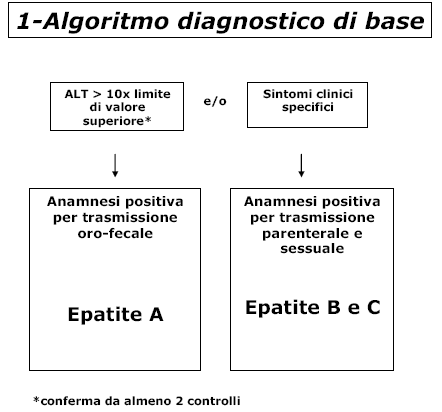 1-Algoritmo diagnostico di base
ALT > 10x limite
di valore
superiore*
e/o
Sintomi clinici
specifici
Anamnesi positiva
per trasmissione
oro-fecale
Epatite A
Anamnesi positiva
per trasmissione
parenterale e
sessuale
Epatite B e C
*conferma da almeno 2 controlli